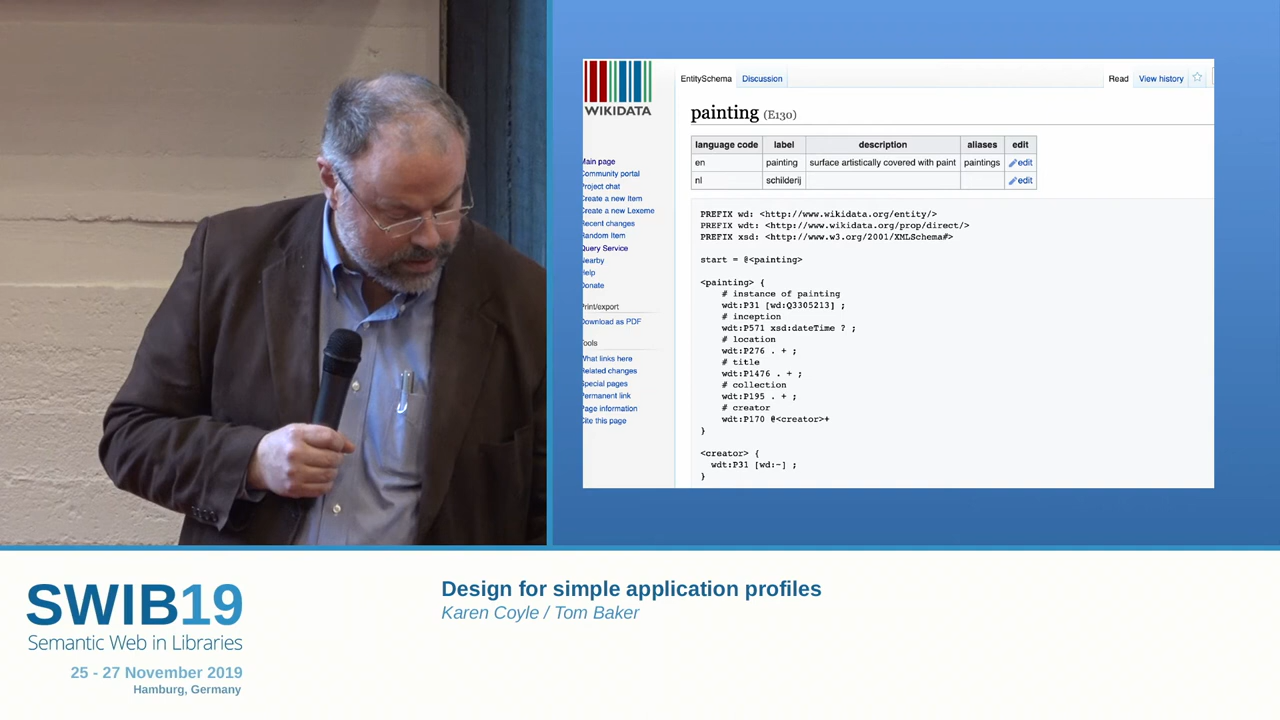 WIKIDATA
Main page
Community portal
Project chat
Create a new Item
Create a new Lexeme
Recent changes
Random Item
Query Service
Nearby
Help
Donate
Print/export
Download as PDF
Tools
What links here
Related changes
Special pages
Permanent link
Page information
Cite this page
EntitySchema Discussion Read View history
painting (E130)
language code label description aliases edit
en painting surface artistically covered with paint paintings edit
nl schilderij edit
PREFIX wd: <http://www.wikidata.org/entity/>
PREFIX wdt: <http://www.wikidata.org/prop/direct/>
PREFIX xsd: <http://www.w3.org/2001/XMLSchema#>
start = @<painting>
<painting> {
# instance of painting
wdt:P31 [wd:Q3305213] ;
# inception
wdt:P571 xsd:dateTime ? ;
# location
wdt:P276 . + ;
# title
wdt:P1476 . + ;
# collection
wdt:P195 . + ;
# creator
wdt:P170 @<creator>+
}
<creator> {
wdt:P31 [wd:~] ;
}
SWIB19
Semantic Web in Libraries
25 - 27 November 2019
Hamburg, Germany
Design for simple application profiles
Karen Coyle / Tom Baker